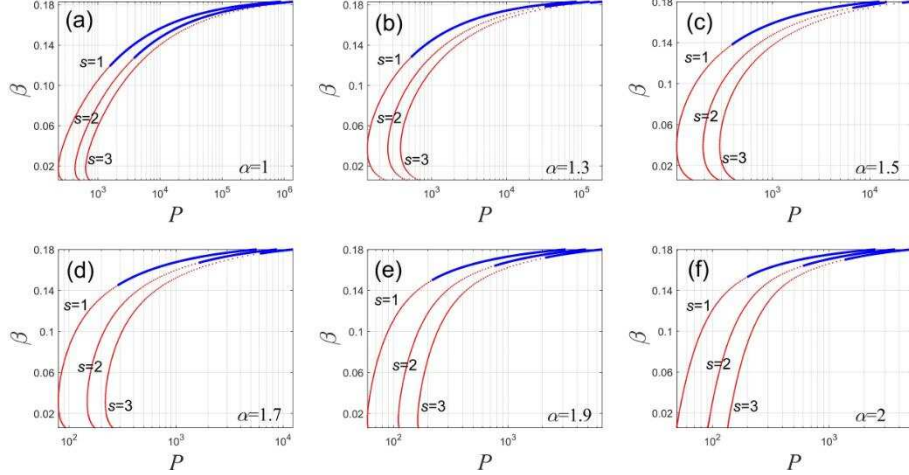 (a)
0.18
0.14
0.1
0.06
0.02
β
s=1
s=2
s=3
α=1
10³ 10⁴ 10⁵ 10⁶
P
(b)
0.18
0.14
0.1
0.06
0.02
β
s=1
s=2
s=3
α=1.3
10³ 10⁴ 10⁵
P
(c)
0.18
0.14
0.1
0.06
0.02
β
s=1
s=2
s=3
α=1.5
10³ 10⁴
P
(d)
0.18
0.14
0.1
0.06
0.02
β
s=1
s=2
s=3
α=1.7
10² 10³ 10⁴
P
(e)
0.18
0.14
0.1
0.06
0.02
β
s=1
s=2
s=3
α=1.9
10² 10³
P
(f)
0.18
0.14
0.1
0.06
0.02
β
s=1
s=2
s=3
α=2
10² 10³
P